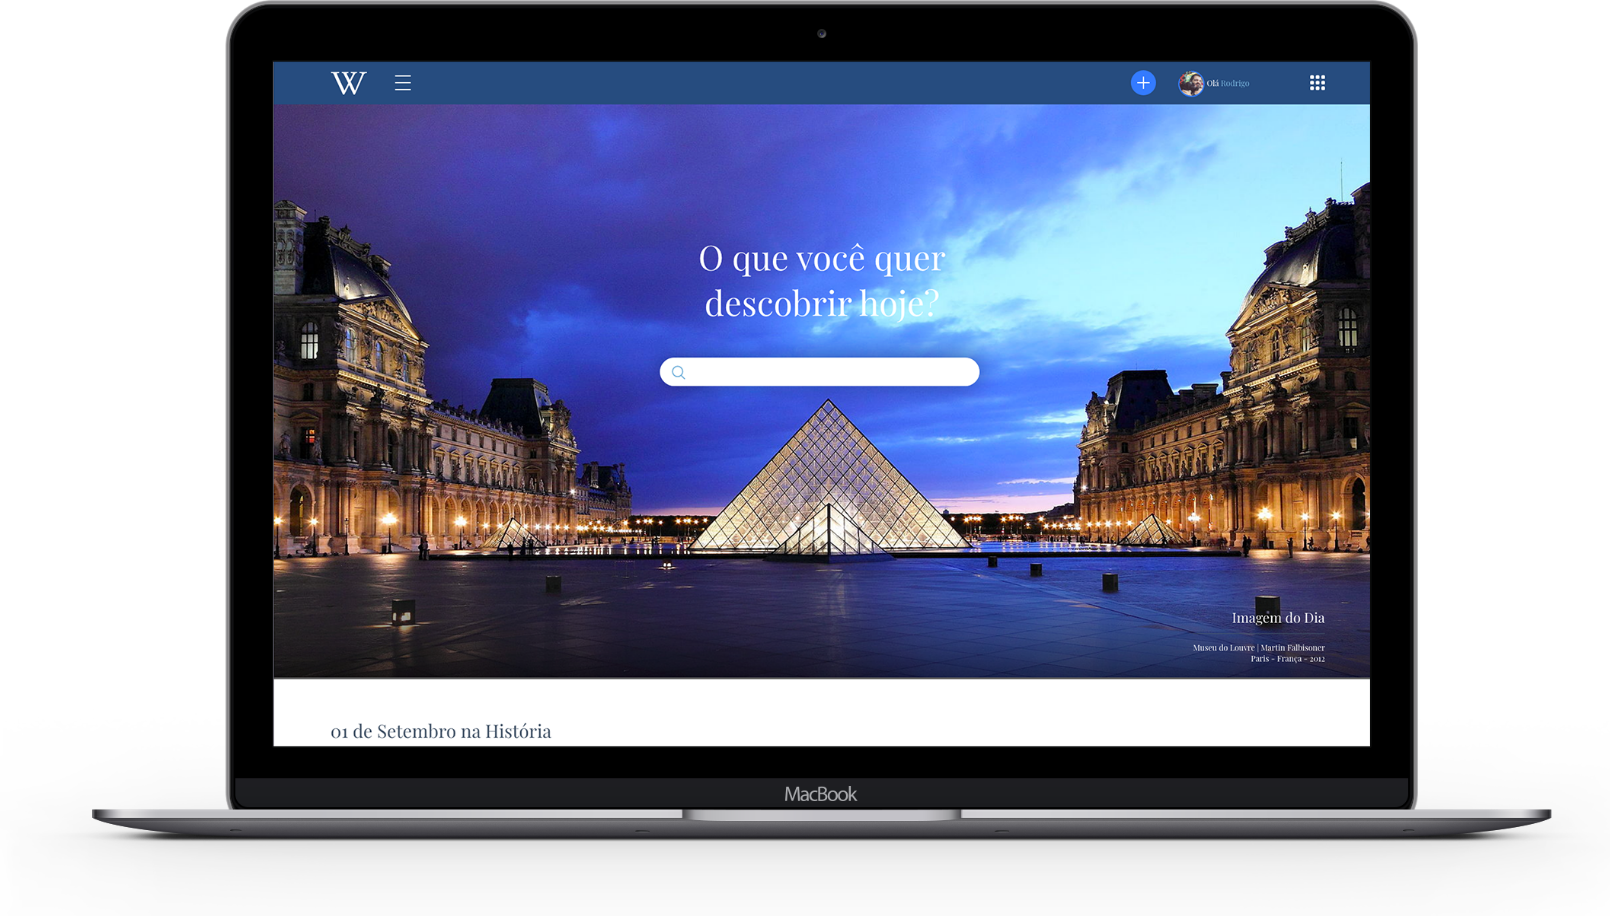 W
Olá Rodrigo
O que você quer
descobrir hoje?
Imagem do Dia
Museu do Louvre | Martin Falbisoner
Paris - França - 2012
01 de Setembro na História
MacBook